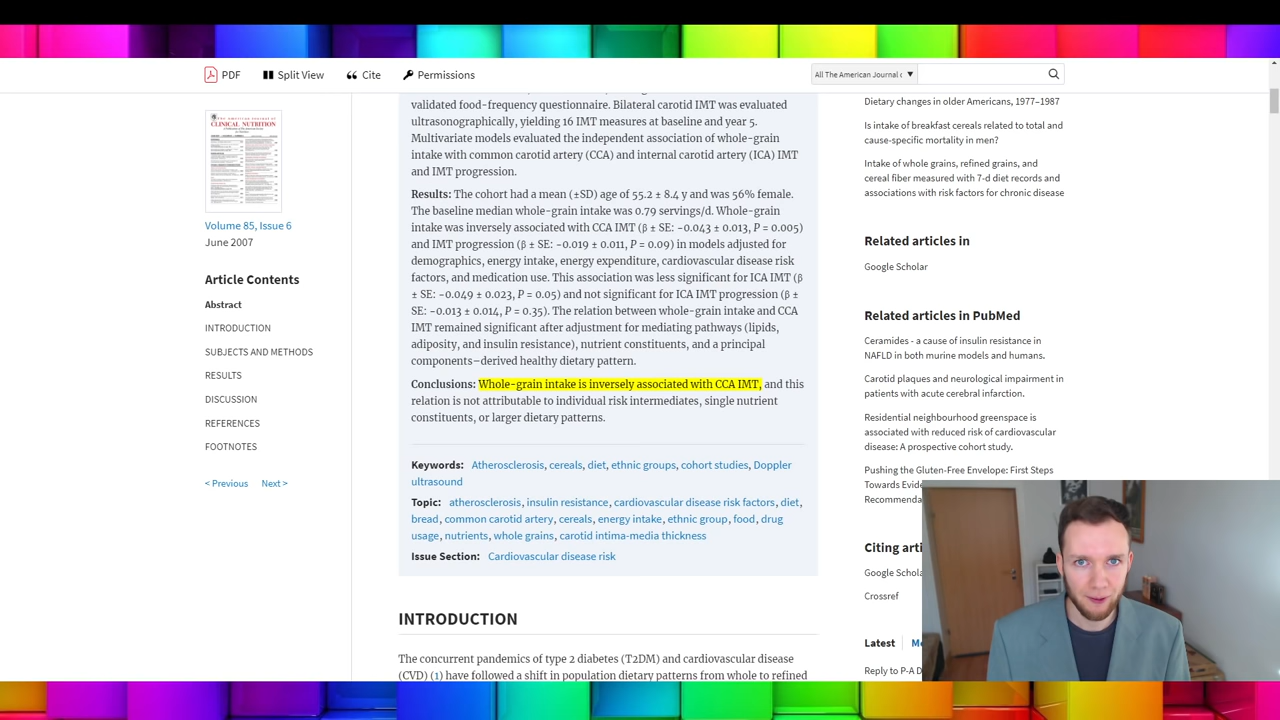 PDF
Split View
Cite
Permissions
All The American Journal c
CLINICAL NUTRITION
Volume 85, Issue 6
June 2007
Article Contents
Abstract
INTRODUCTION
SUBJECTS AND METHODS
RESULTS
DISCUSSION
REFERENCES
FOOTNOTES
< Previous Next >
validated food-frequency questionnaire. Bilateral carotid IMT was evaluated
ultrasonographically, yielding 16 IMT measures at baseline and year 5.
Multivariate models evaluated the independent association of whole-grain
intake with common carotid artery (CCA) and internal carotid artery (ICA) IMT
and IMT progression.
Results: The cohort (n = 1178) had a mean age of 55.2 ± 8.4 y and was 56% female.
The baseline median whole-grain intake was 0.79 servings/d. Whole-grain
intake was inversely associated with CCA IMT (β ± SE: −0.043 ± 0.013, P = 0.005)
and IMT progression (β ± SE: −0.019 ± 0.011, P = 0.09) in models adjusted for
demographics, energy intake, energy expenditure, cardiovascular disease risk
factors, and medication use. This association was less significant for ICA IMT (β
± SE: −0.049 ± 0.023, P = 0.05) and not significant for ICA IMT progression (β ±
SE: −0.013 ± 0.014, P = 0.35). The relation between whole-grain intake and CCA
IMT remained significant after adjustment for mediating pathways (lipids,
adiposity, and insulin resistance), nutrient constituents, and a principal
components–derived healthy dietary pattern.
Conclusions: Whole-grain intake is inversely associated with CCA IMT, and this
relation is not attributable to individual risk intermediates, single nutrient
constituents, or larger dietary patterns.
Keywords: Atherosclerosis, cereals, diet, ethnic groups, cohort studies, Doppler
ultrasound
Topic: atherosclerosis, insulin resistance, cardiovascular disease risk factors, diet,
bread, common carotid artery, cereals, energy intake, ethnic group, food, drug
usage, nutrients, whole grains, carotid intima-media thickness
Issue Section: Cardiovascular disease risk
INTRODUCTION
The concurrent pandemics of type 2 diabetes (T2DM) and cardiovascular disease
(CVD) (1) have followed a shift in population dietary patterns from whole to refined
Dietary changes in older Americans, 1977–1987
Is intake of breakfast cereals related to total and
cause-specific mortality in men?
Intake of whole grains, refined grains, and
cereal fiber measured with 7-d diet records and
associations with risk factors for chronic disease
Related articles in
Google Scholar
Related articles in PubMed
Ceramides - a cause of insulin resistance in
NAFLD in both murine models and humans.
Carotid plaques and neurological impairment in
patients with acute cerebral infarction.
Residential neighbourhood greenspace is
associated with reduced risk of cardiovascular
disease: A prospective cohort study.
Pushing the Gluten-Free Envelope: First Steps
Towards Evide
Recommenda
Citing arti
Google Schola
Crossref
Latest
Reply to P-A D